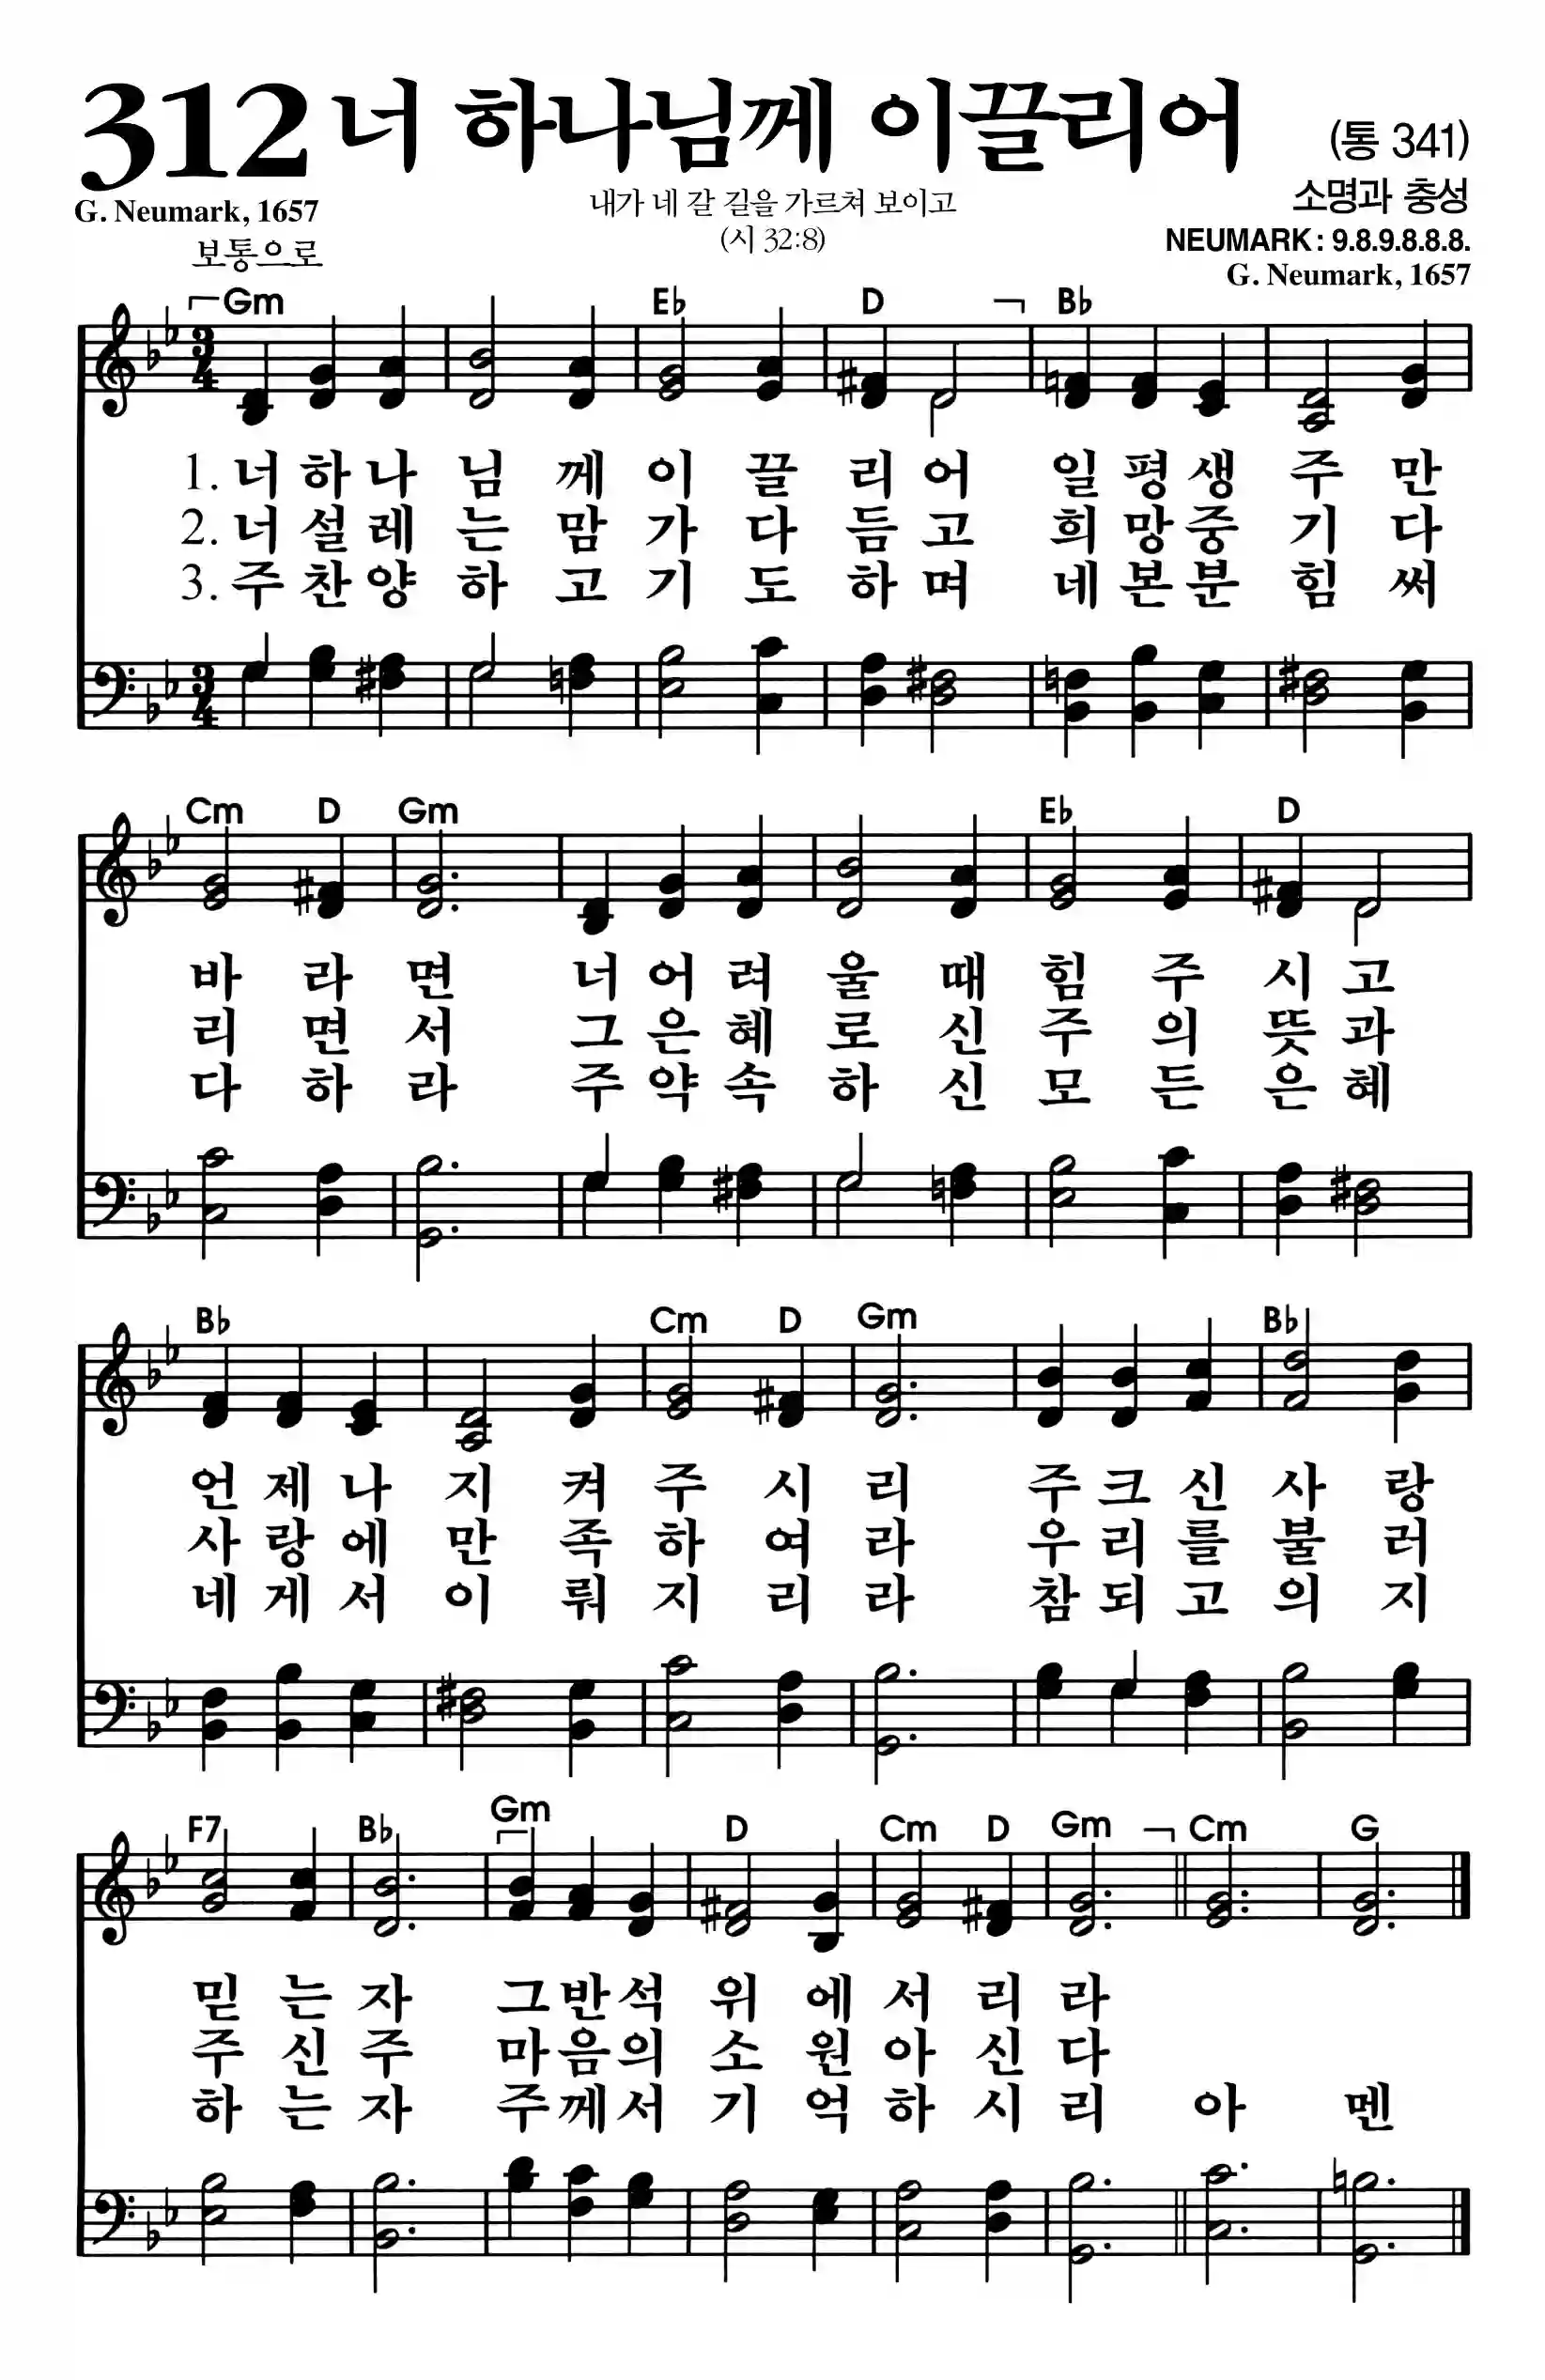 312 너 하나님께 이끌리어 (통 341)
소명과 충성
G. Neumark, 1657
내가 네 갈 길을 가르쳐 보이고
(시 32:8)
NEUMARK : 9.8.9.8.8.8.
보통으로
G. Neumark, 1657
Gm E♭ D B♭
3/4
1. 너 하 나 님 께 이 끌 리 어 일 평 생 주 만
2. 너 설 레 는 맘 가 다 듬 고 희 망 중 기 다
3. 주 찬 양 하 고 기 도 하 며 네 본 분 힘 써
3/4
Cm D Gm E♭ D
바 라 면 너 어 려 울 때 힘 주 시 고
리 면 서 그 은 혜 로 신 주 의 뜻 과
다 하 라 주 약 속 하 신 모 든 은 혜
B♭ Cm D Gm B♭
언 제 나 지 켜 주 시 리 주 크 신 사 랑
사 랑 에 만 족 하 여 라 우 리 를 불 러
네 게 서 이 뤄 지 리 라 참 되 고 의 지
F7 B♭ Gm D Cm D Gm Cm G
믿 는 자 그 반 석 위 에 서 리 라
주 신 주 마 음 의 소 원 아 신 다
하 는 자 주 께 서 기 억 하 시 리 아 멘